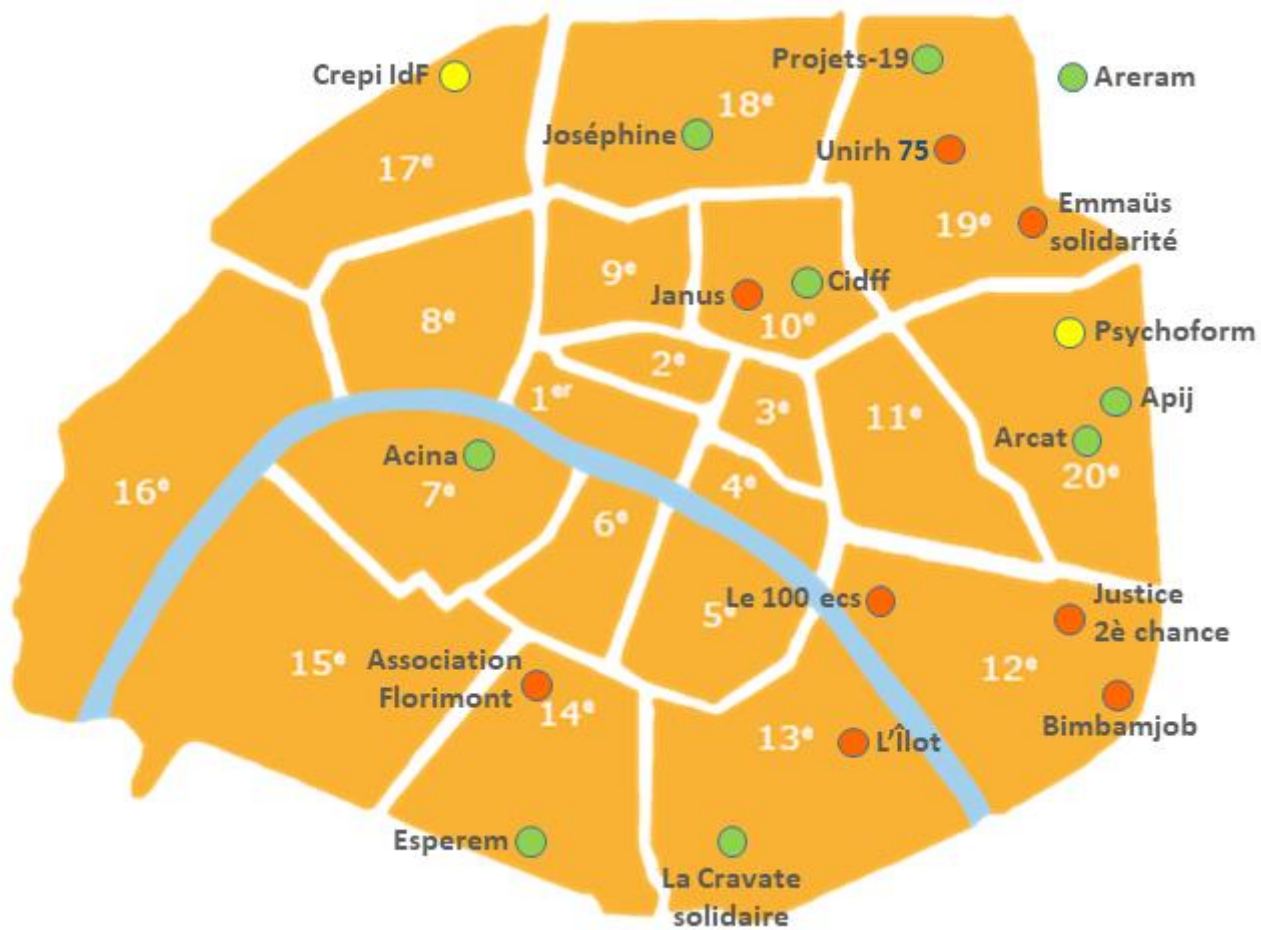 Projets-19
Crepi IdF
Areram
18ᵉ
Joséphine
Unirh 75
17ᵉ
Emmaüs
solidarité
19ᵉ
9ᵉ
Cidff
Janus
10ᵉ
8ᵉ
Psychoform
2ᵉ
1ᵉʳ
3ᵉ
11ᵉ
Apij
Arcat
20ᵉ
Acina
7ᵉ
16ᵉ
4ᵉ
6ᵉ
Le 100 ecs
5ᵉ
Justice
2è chance
15ᵉ
Association
Florimont
14ᵉ
12ᵉ
Bimbamjob
13ᵉ
L'Îlot
Esperem
La Cravate
solidaire